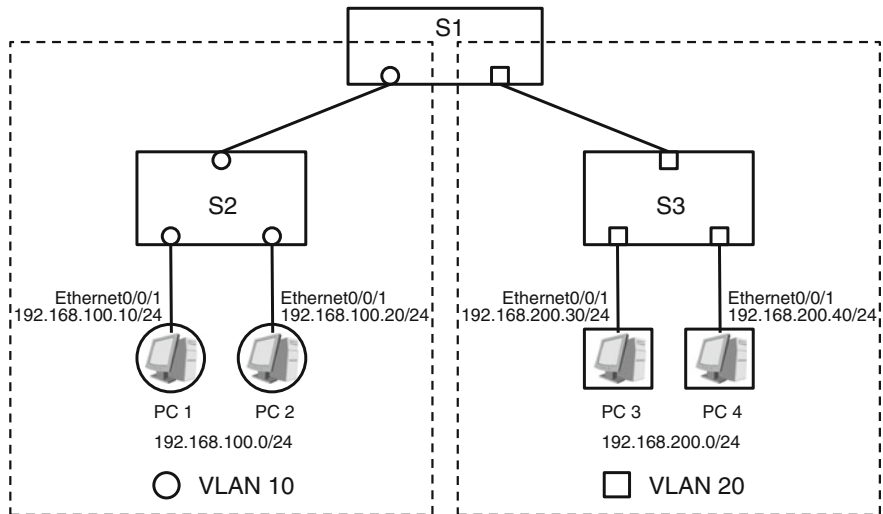 S1
S2
S3
Ethernet0/0/1
192.168.100.10/24
Ethernet0/0/1
192.168.100.20/24
Ethernet0/0/1
192.168.200.30/24
Ethernet0/0/1
192.168.200.40/24
PC 1
PC 2
PC 3
PC 4
192.168.100.0/24
192.168.200.0/24
VLAN 10
VLAN 20